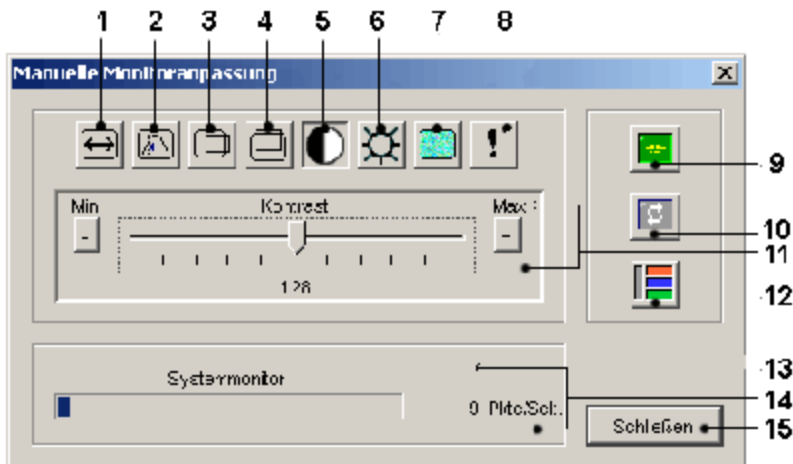 1 2 3 4 5 6 7 8
Manuelle Monitoranpassung
9
Min Kontrast Max
10
11
128
12
13
Systemmonitor
14
0 Pkte/Sek.
Schließen
15